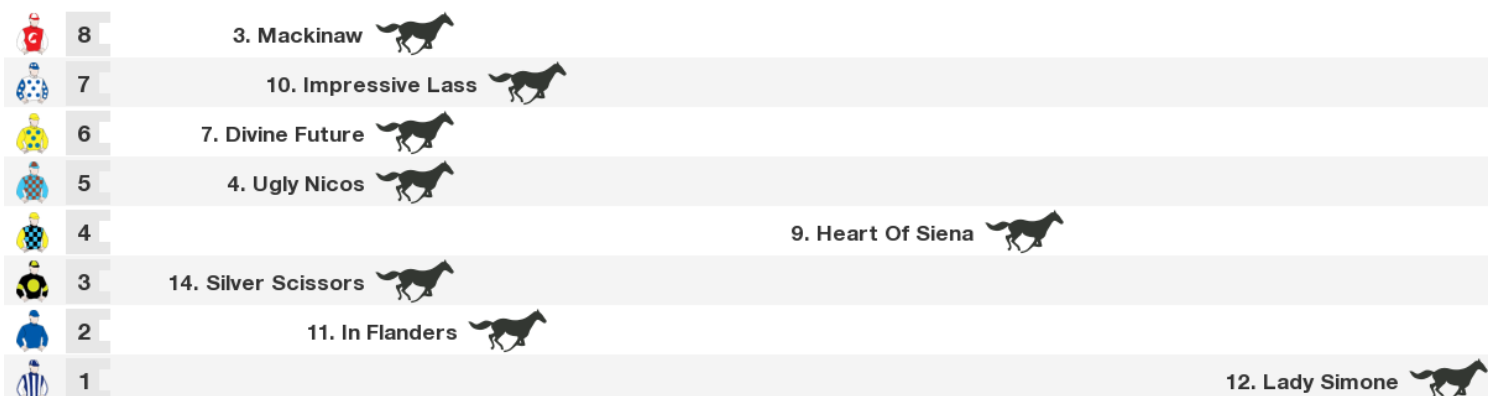 8 3. Mackinaw
7 10. Impressive Lass
6 7. Divine Future
5 4. Ugly Nicos
4 9. Heart Of Siena
3 14. Silver Scissors
2 11. In Flanders
1 12. Lady Simone